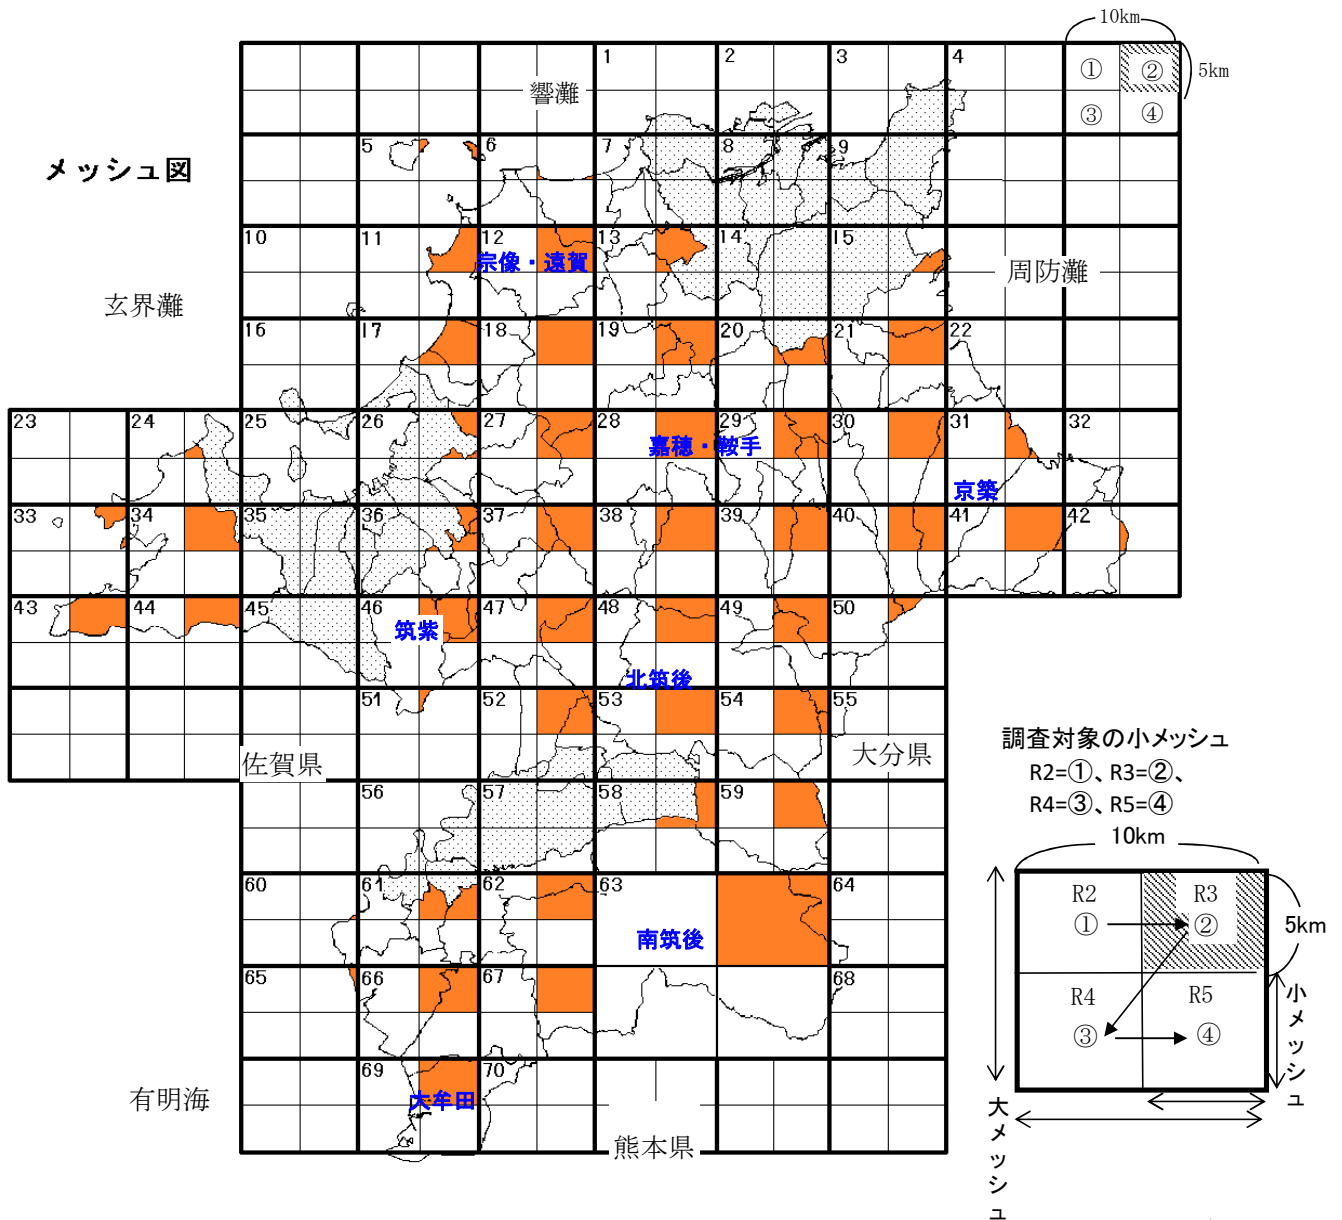 10km
1 2 3 4 ① ② 5km
響灘
③ ④
メッシュ図
5 6 7 8 9
10 11 12 13 14 15
宗像・遠賀
周防灘
玄界灘
16 17 18 19 20 21 22
23 24 25 26 27 28 29 30 31 32
嘉穂・鞍手
京築
33 34 35 36 37 38 39 40 41 42
43 44 45 46 47 48 49 50
筑紫
北筑後
51 52 53 54 55
佐賀県
大分県
調査対象の小メッシュ
R2=①、R3=②、
R4=③、R5=④
56 57 58 59
10km
60 61 62 63 64
R2 R3
① ② 5km
南筑後
65 66 67 68
R4 R5
③ ④
小メッシュ
大メッシュ
69 70
有明海
大牟田
熊本県